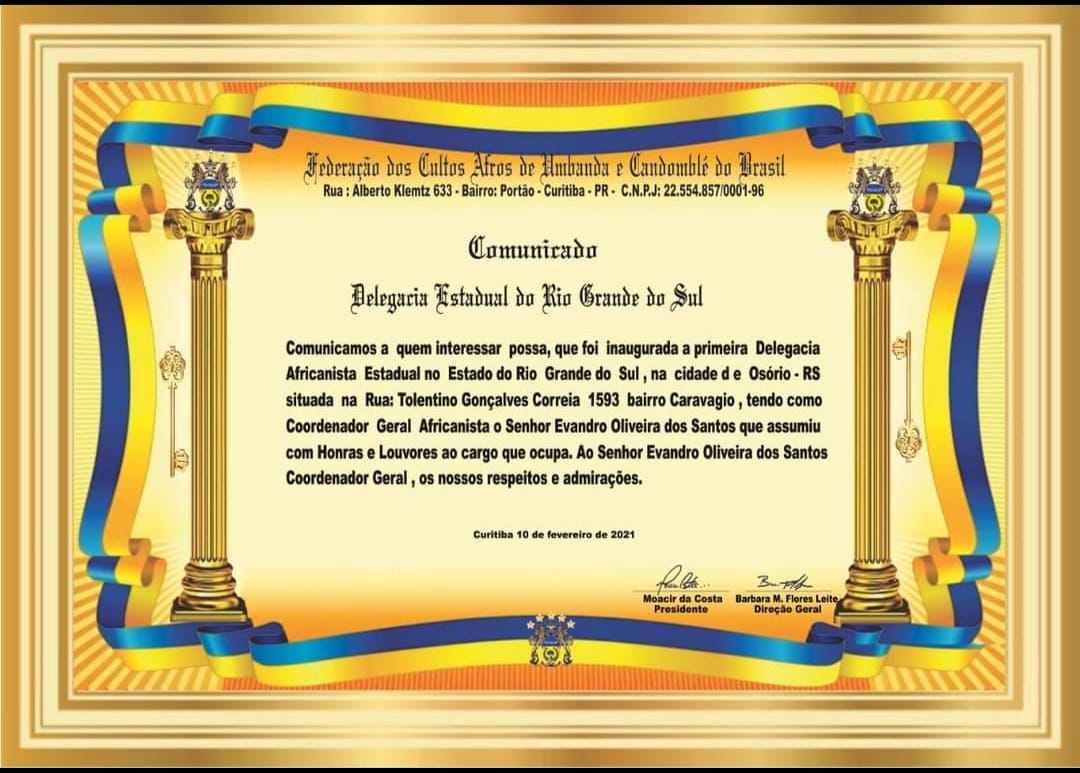 Federação dos Cultos Afros de Umbanda e Candomblé do Brasil
Rua : Alberto Klemtz 633 - Bairro: Portão - Curitiba - PR - C.N.P.J: 22.554.857/0001-96
Comunicado
Delegacia Estadual do Rio Grande do Sul
Comunicamos a quem interessar possa, que foi inaugurada a primeira Delegacia
Africanista Estadual no Estado do Rio Grande do Sul , na cidade d e Osório - RS
situada na Rua: Tolentino Gonçalves Correia 1593 bairro Caravagio , tendo como
Coordenador Geral Africanista o Senhor Evandro Oliveira dos Santos que assumiu
com Honras e Louvores ao cargo que ocupa. Ao Senhor Evandro Oliveira dos Santos
Coordenador Geral , os nossos respeitos e admirações.
Curitiba 10 de fevereiro de 2021
Moacir da Costa
Presidente
Barbara M. Flores Leite
Direção Geral